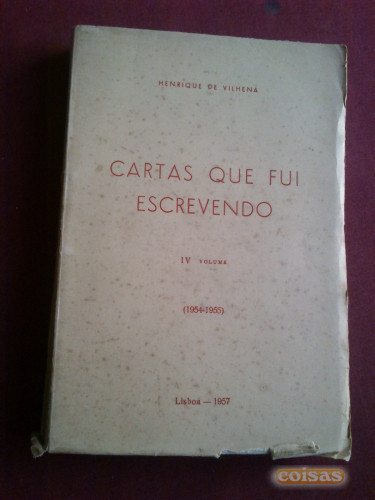 HENRIQUE DE VILHENA
CARTAS QUE FUI
ESCREVENDO
IV VOLUME
(1954-1955)
Lisboa — 1957
coisas